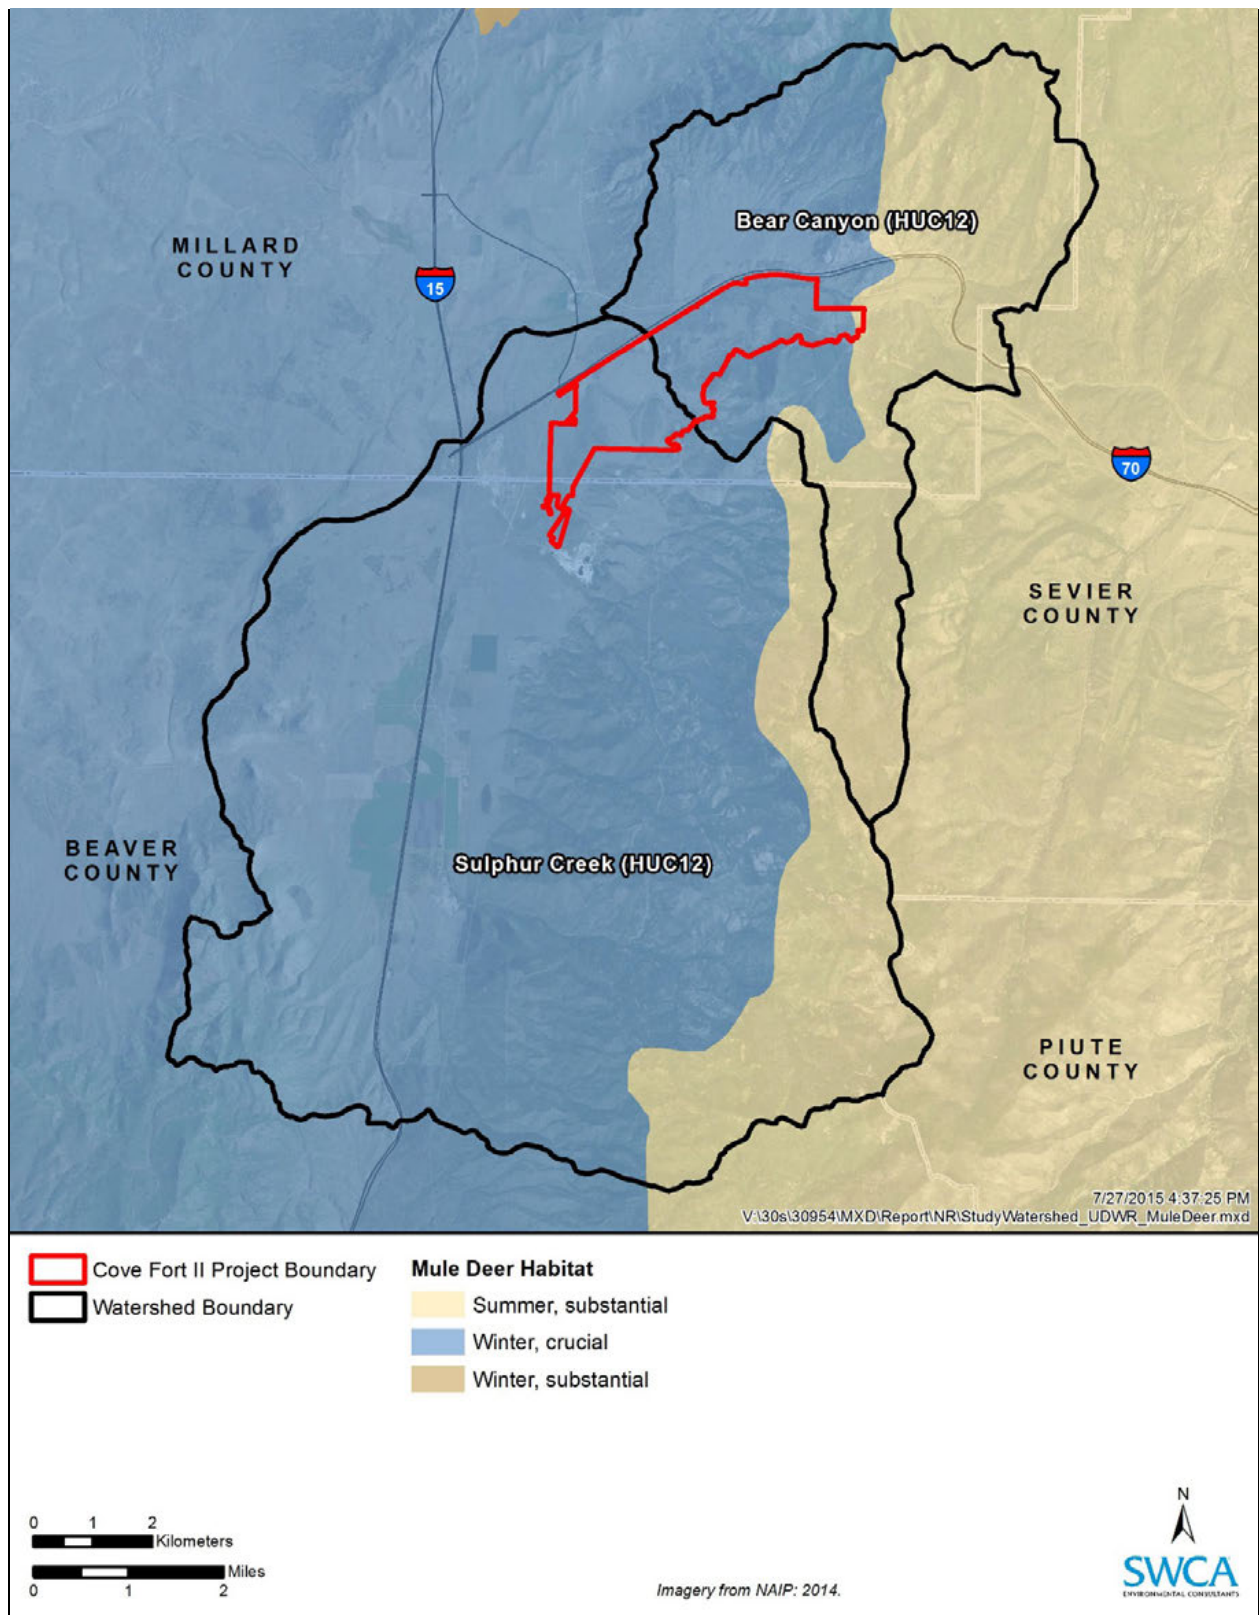 Bear Canyon (HUC12)
MILLARD
COUNTY
15
70
SEVIER
COUNTY
BEAVER
COUNTY
Sulphur Creek (HUC12)
PIUTE
COUNTY
7/27/2015 4:37:25 PM
V:\30s\30954\MXD\Report\NR\StudyWatershed_UDWR_MuleDeer.mxd
Cove Fort II Project Boundary
Watershed Boundary
Mule Deer Habitat
Summer, substantial
Winter, crucial
Winter, substantial
0 1 2
Kilometers
Miles
0 1 2
Imagery from NAIP: 2014.
N
SWCA
ENVIRONMENTAL CONSULTANTS